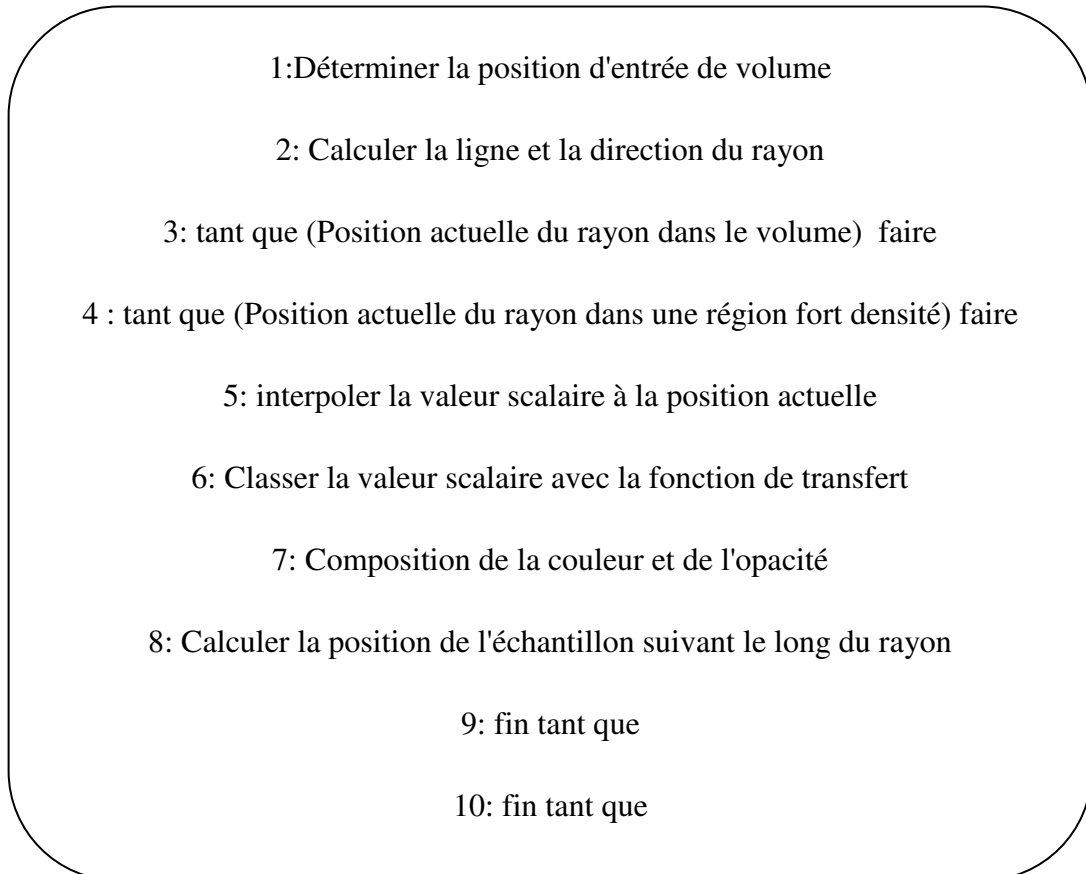 1:Déterminer la position d'entrée de volume
2: Calculer la ligne et la direction du rayon
3: tant que (Position actuelle du rayon dans le volume)  faire
4 : tant que (Position actuelle du rayon dans une région fort densité) faire
5: interpoler la valeur scalaire à la position actuelle
6: Classer la valeur scalaire avec la fonction de transfert
7: Composition de la couleur et de l'opacité
8: Calculer la position de l'échantillon suivant le long du rayon
9: fin tant que
10: fin tant que